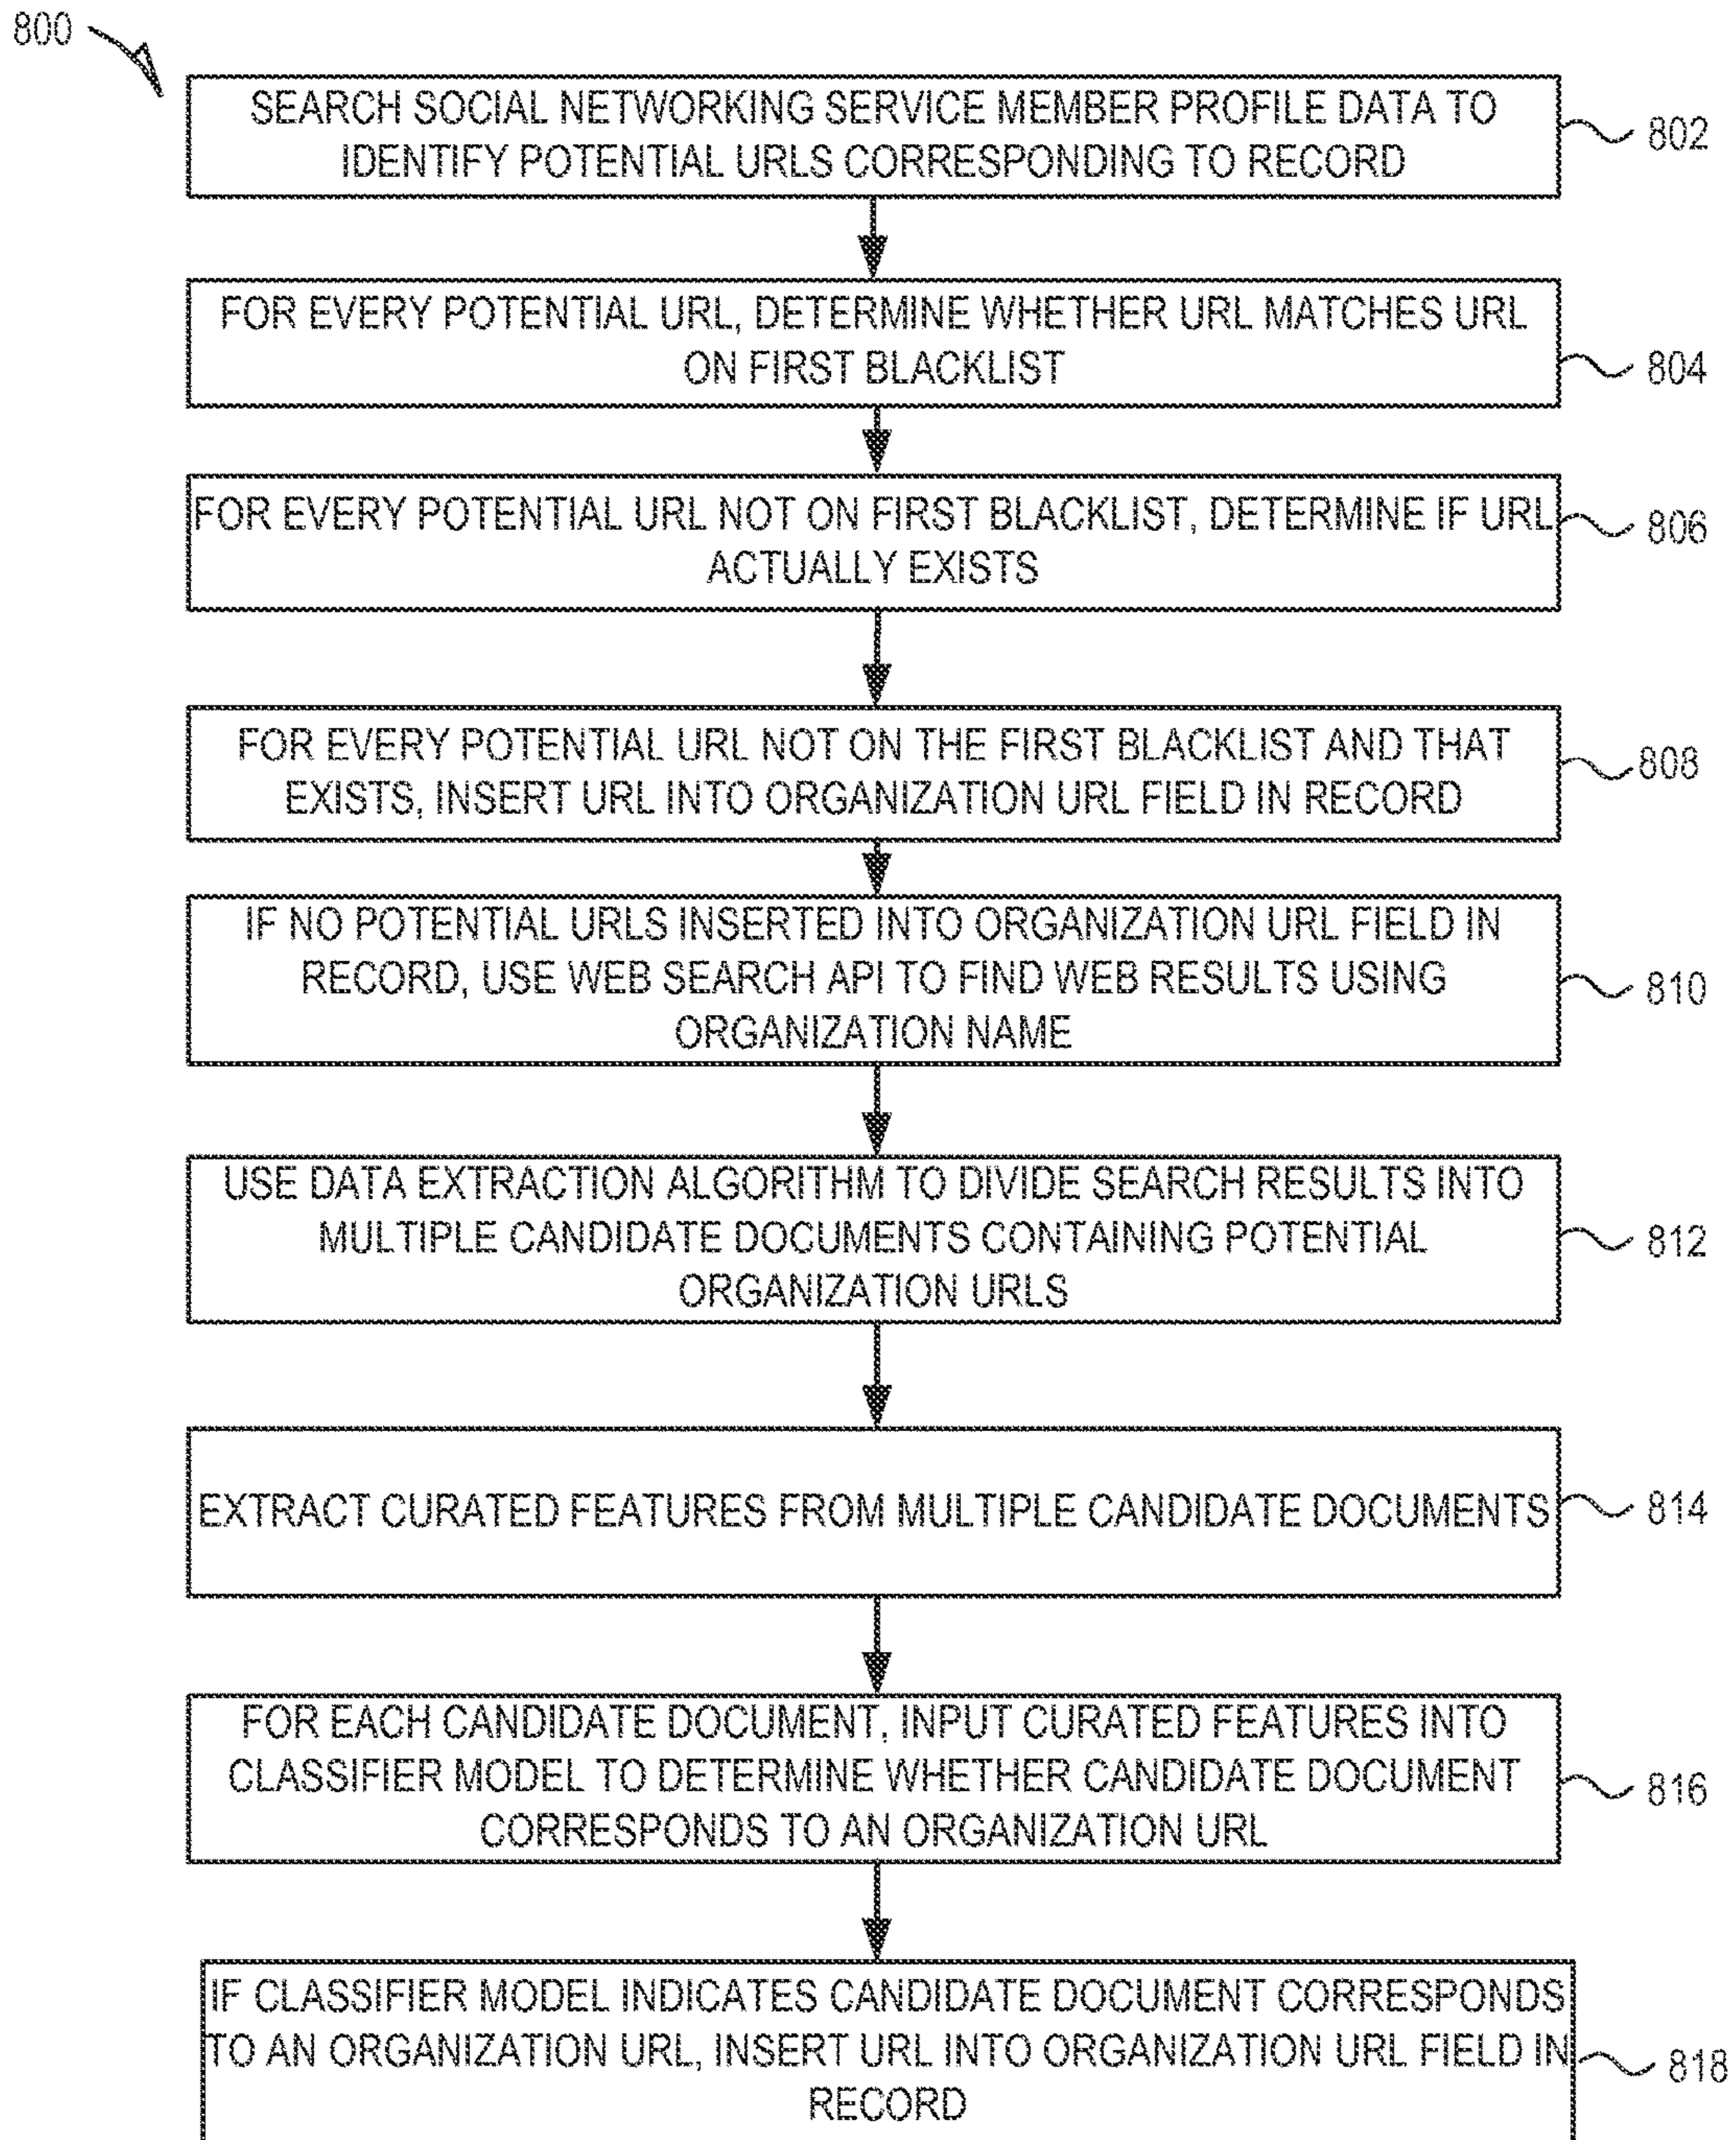 800
SEARCH SOCIAL NETWORKING SERVICE MEMBER PROFILE DATA TO
IDENTIFY POTENTIAL URLS CORRESPONDING TO RECORD
802
FOR EVERY POTENTIAL URL, DETERMINE WHETHER URL MATCHES URL
ON FIRST BLACKLIST
804
FOR EVERY POTENTIAL URL NOT ON FIRST BLACKLIST, DETERMINE IF URL
ACTUALLY EXISTS
806
FOR EVERY POTENTIAL URL NOT ON THE FIRST BLACKLIST AND THAT
EXISTS, INSERT URL INTO ORGANIZATION URL FIELD IN RECORD
808
IF NO POTENTIAL URLS INSERTED INTO ORGANIZATION URL FIELD IN
RECORD, USE WEB SEARCH API TO FIND WEB RESULTS USING
ORGANIZATION NAME
810
USE DATA EXTRACTION ALGORITHM TO DIVIDE SEARCH RESULTS INTO
MULTIPLE CANDIDATE DOCUMENTS CONTAINING POTENTIAL
ORGANIZATION URLS
812
EXTRACT CURATED FEATURES FROM MULTIPLE CANDIDATE DOCUMENTS
814
FOR EACH CANDIDATE DOCUMENT, INPUT CURATED FEATURES INTO
CLASSIFIER MODEL TO DETERMINE WHETHER CANDIDATE DOCUMENT
CORRESPONDS TO AN ORGANIZATION URL
816
IF CLASSIFIER MODEL INDICATES CANDIDATE DOCUMENT CORRESPONDS
TO AN ORGANIZATION URL, INSERT URL INTO ORGANIZATION URL FIELD IN
RECORD
818